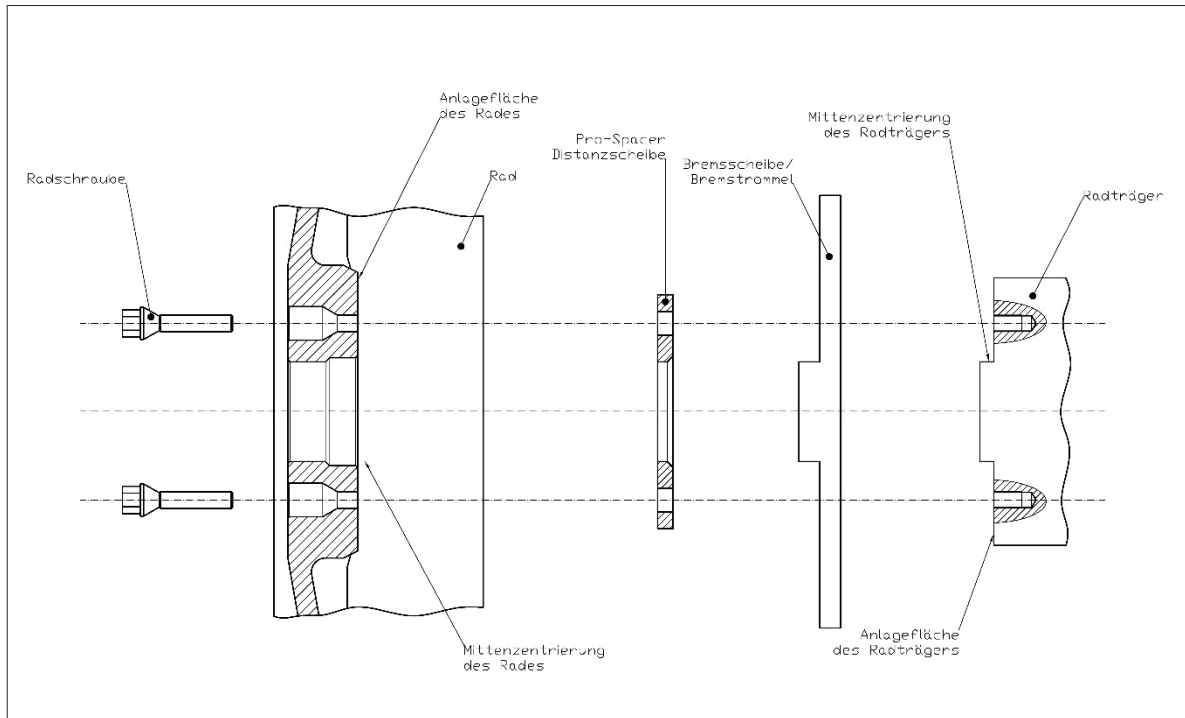 Anlagefläche
des Rades
Radschraube
Rad
Pro-Spacer
Distanzscheibe
Bremsscheibe/
Bremstrommel
Mittenzentrierung
des Radträgers
Radträger
Mittenzentrierung
des Rades
Anlagefläche
des Radträgers